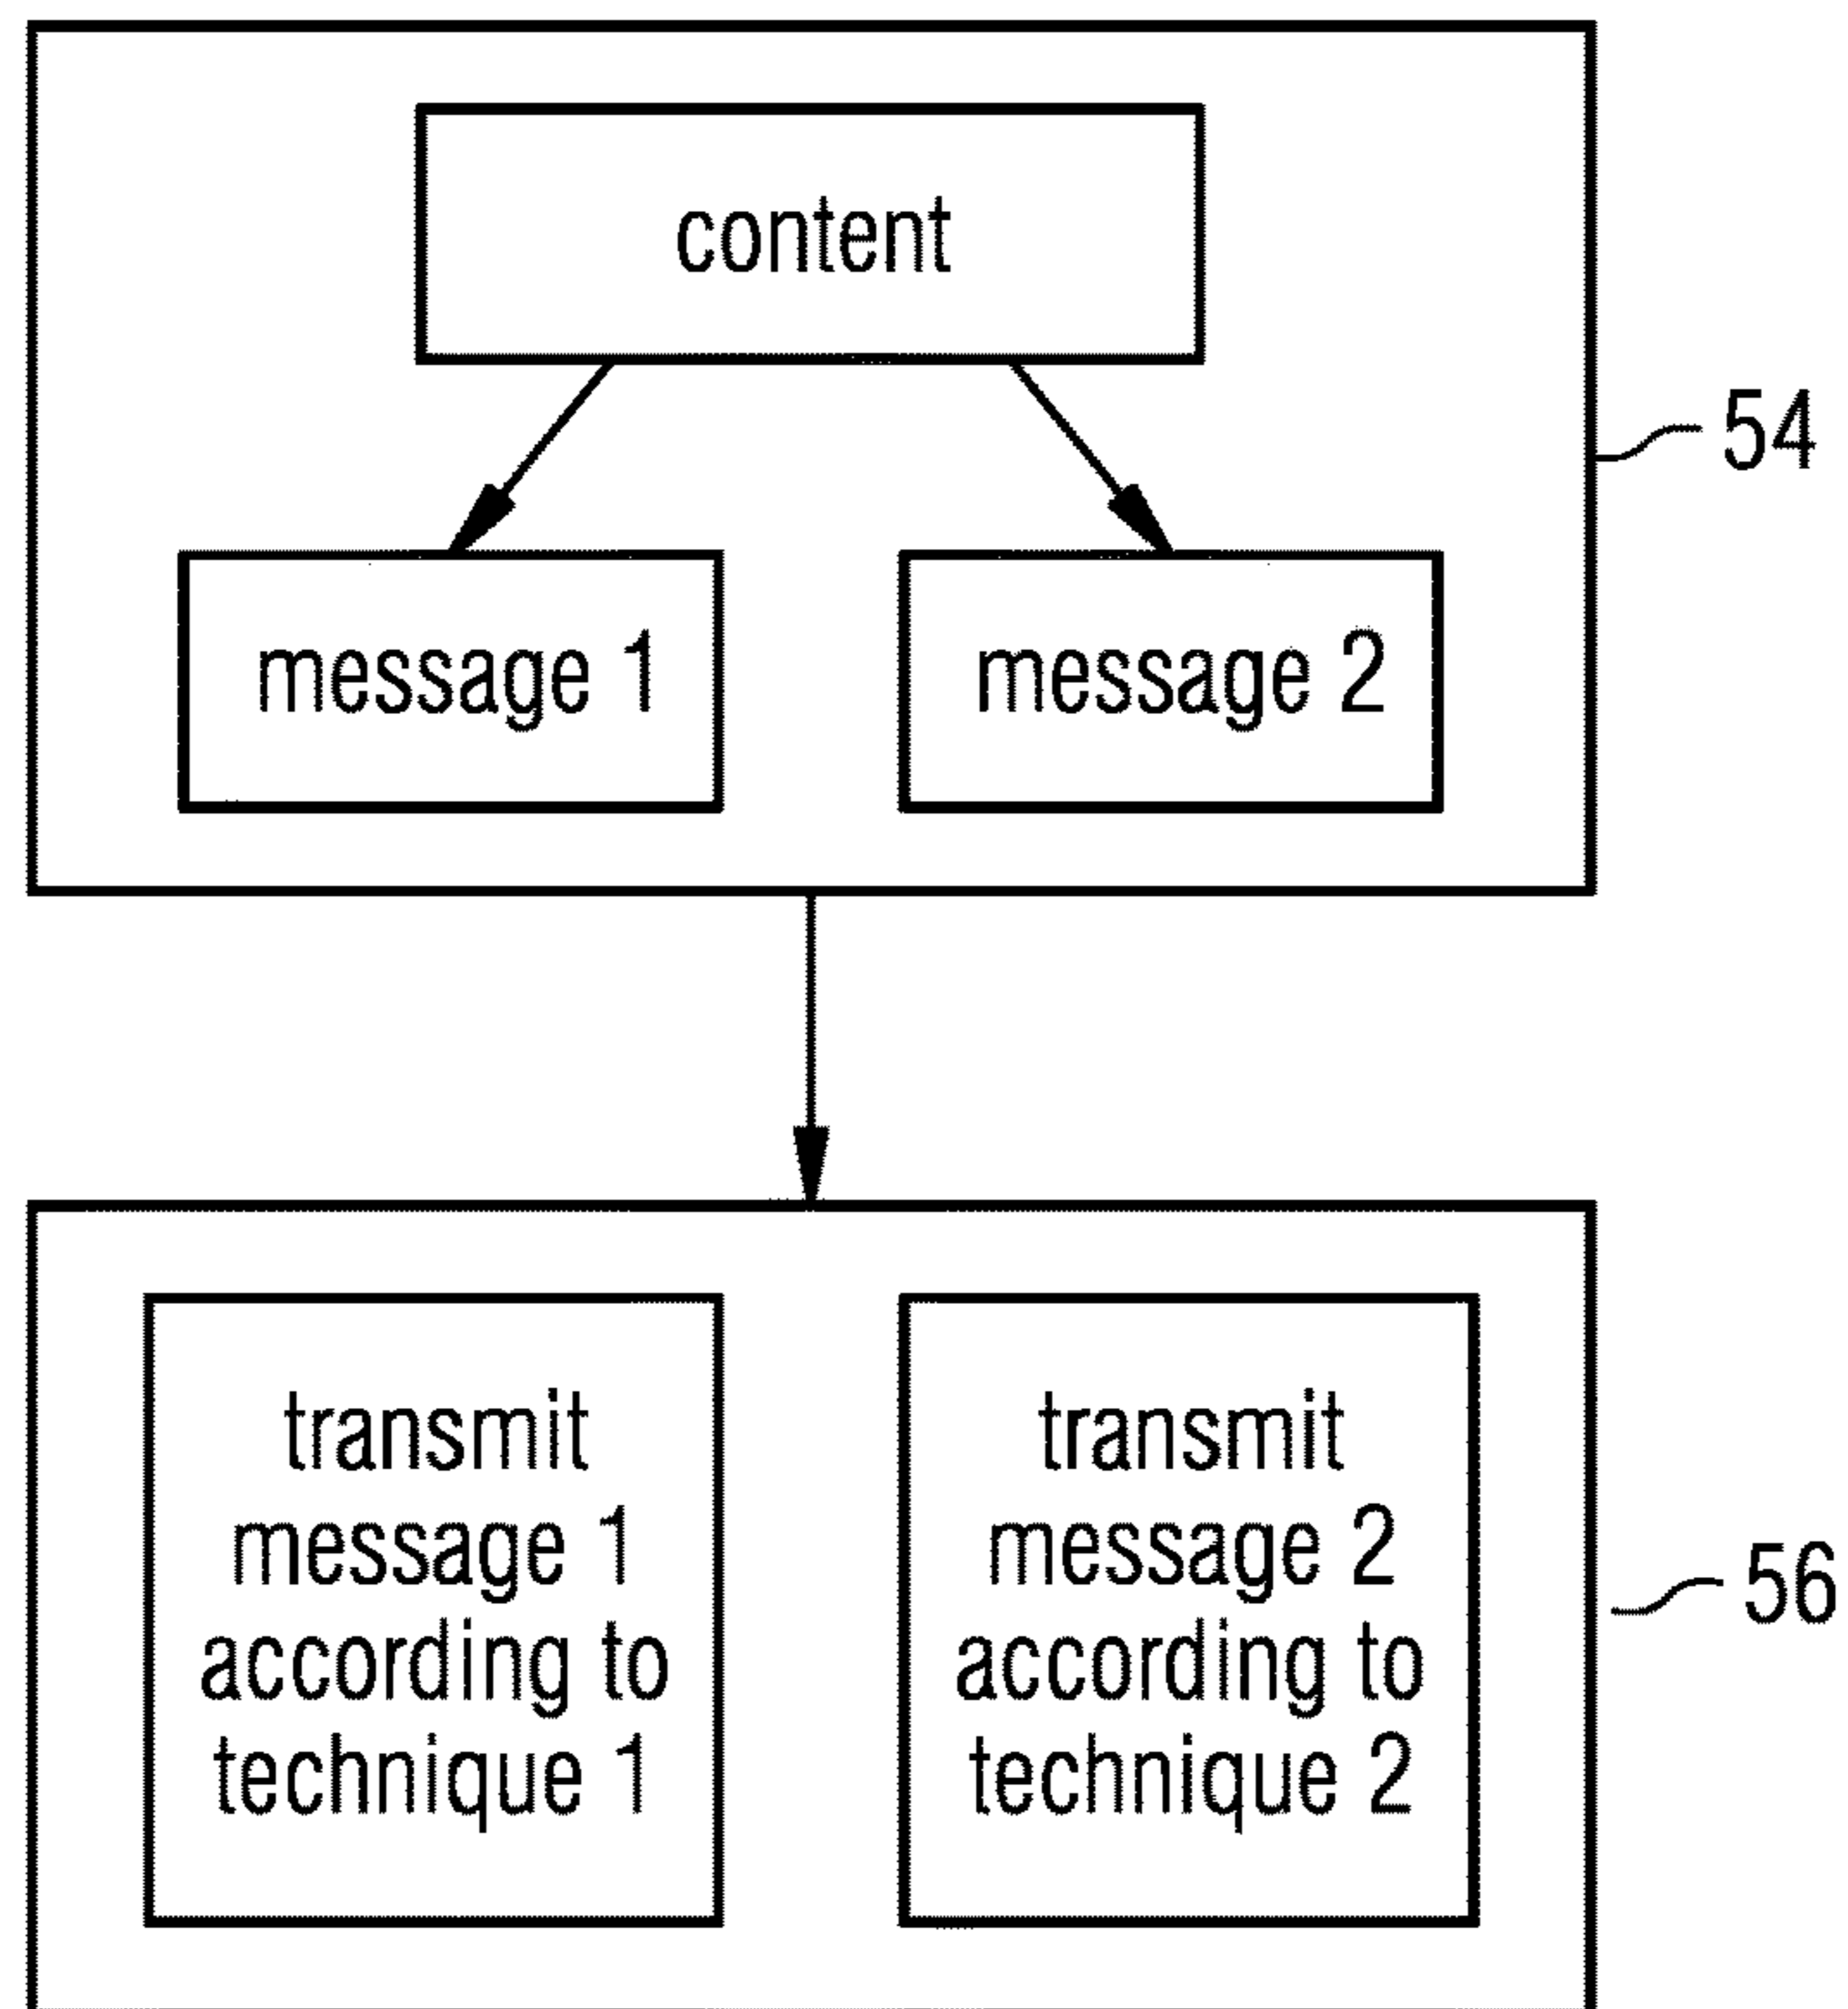 content
54
message 1
message 2
transmit
message 1
according to
technique 1
transmit
message 2
according to
technique 2
56